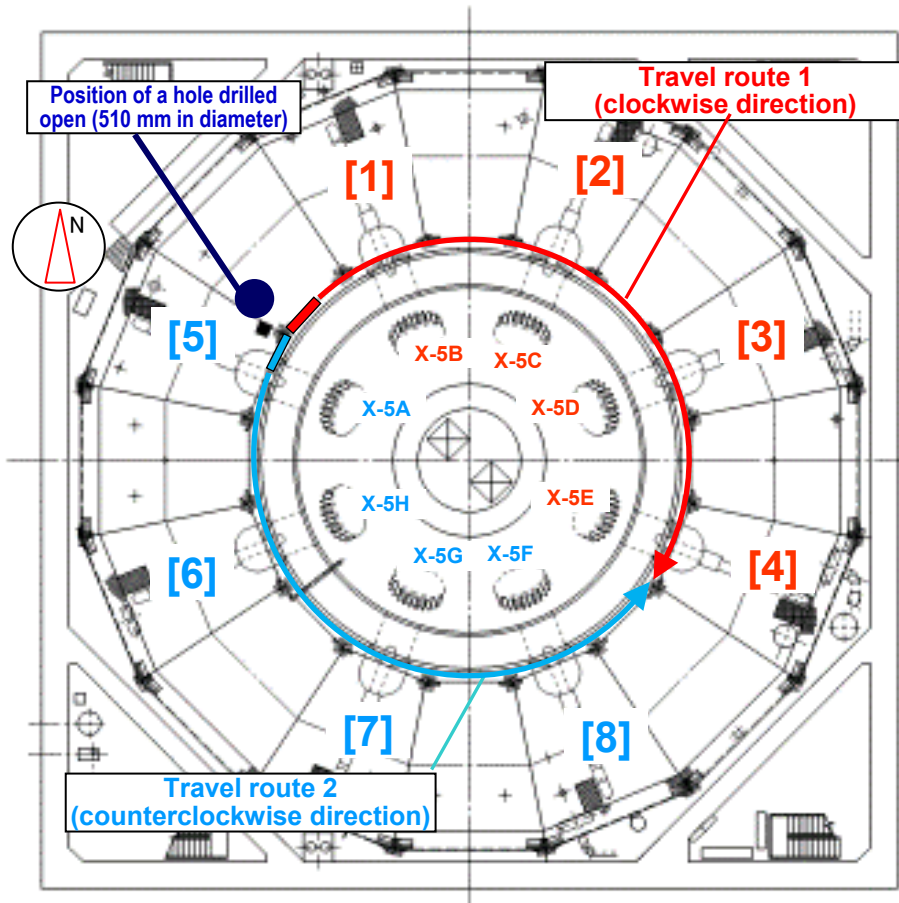 Travel route 1
(clockwise direction)
Position of a hole drilled
open (510 mm in diameter)
[1]
[2]
N
[5]
[3]
X-5B
X-5C
X-5A
X-5D
X-5H
X-5E
X-5G
X-5F
[6]
[4]
[7]
[8]
Travel route 2
(counterclockwise direction)